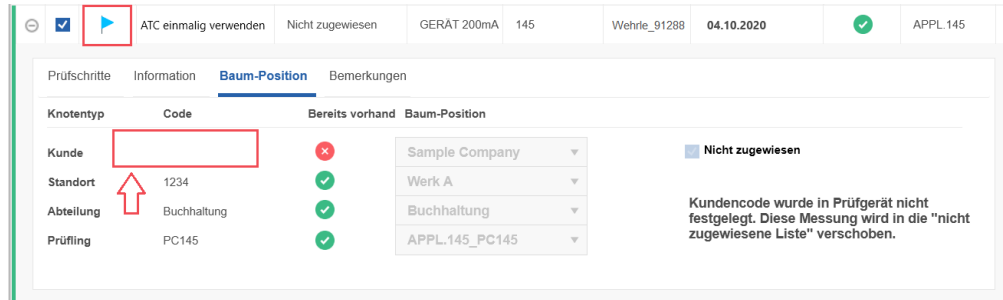 ATC einmalig verwenden Nicht zugewiesen GERÄT 200mA 145 Wehrle_91288 04.10.2020 APPL.145
Prüfschritte Information Baum-Position Bemerkungen
Knotentyp Code Bereits vorhand Baum-Position
Kunde Sample Company Nicht zugewiesen
Standort 1234 Werk A
Abteilung Buchhaltung Buchhaltung
Prüfling PC145 APPL.145_PC145
Kundencode wurde in Prüfgerät nicht
festgelegt. Diese Messung wird in die "nicht
zugewiesene Liste" verschoben.